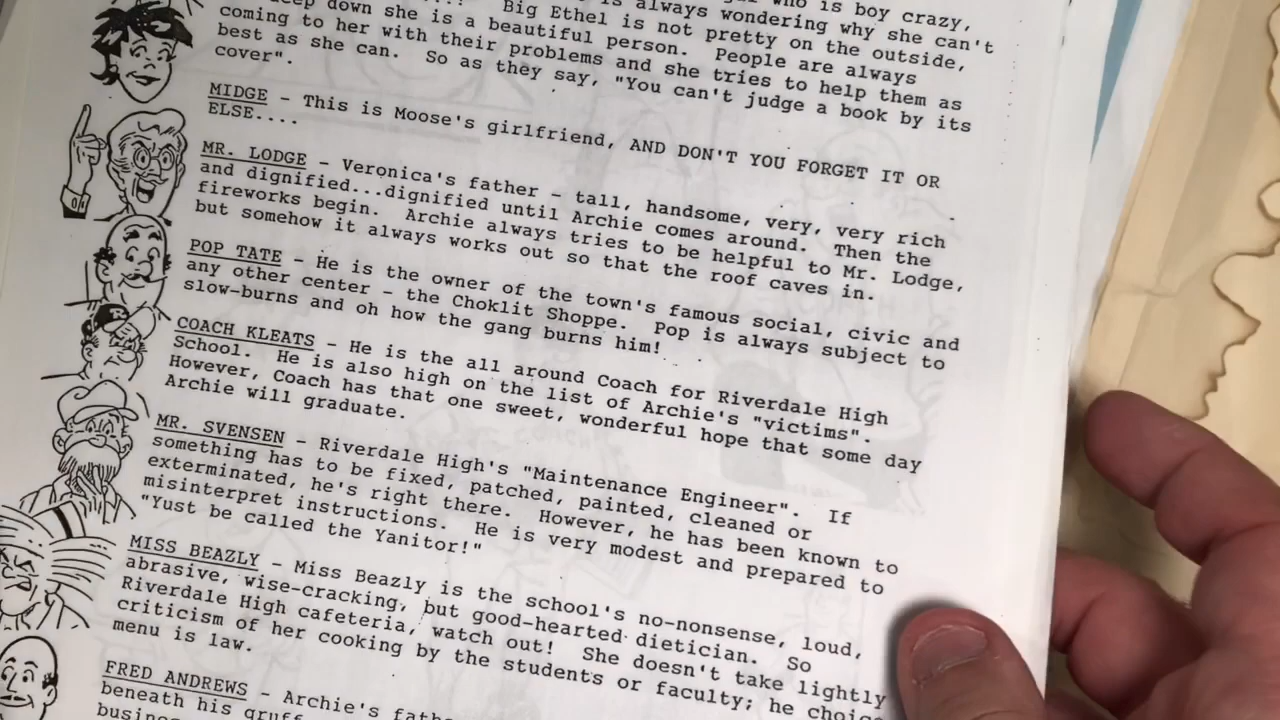 who is boy crazy,
is always wondering why she can't
Big Ethel is not pretty on the outside,
down she is a beautiful person. People are always
coming to her with their problems and she tries to help them as
best as she can. So as they say, "You can't judge a book by its
cover".
MIDGE - This is Moose's girlfriend, AND DON'T YOU FORGET IT OR
ELSE....
MR. LODGE - Veronica's father - tall, handsome, very, very rich
and dignified...dignified until Archie comes around. Then the
fireworks begin. Archie always tries to be helpful to Mr. Lodge,
but somehow it always works out so that the roof caves in.
POP TATE - He is the owner of the town's famous social, civic and
any other center - the Choklit Shoppe. Pop is always subject to
slow-burns and oh how the gang burns him!
COACH KLEATS - He is the all around Coach for Riverdale High
School. He is also high on the list of Archie's "victims".
However, Coach has that one sweet, wonderful hope that some day
Archie will graduate.
MR. SVENSEN - Riverdale High's "Maintenance Engineer". If
something has to be fixed, patched, painted, cleaned or
exterminated, he's right there. However, he has been known to
misinterpret instructions. He is very modest and prepared to
"Yust be called the Yanitor!"
MISS BEAZLY - Miss Beazly is the school's no-nonsense, loud,
abrasive, wise-cracking, but good-hearted dietician. So
Riverdale High cafeteria, watch out! She doesn't take lightly
criticism of her cooking by the students or faculty; he choice
menu is law.
FRED ANDREWS - Archie's
beneath his gruff